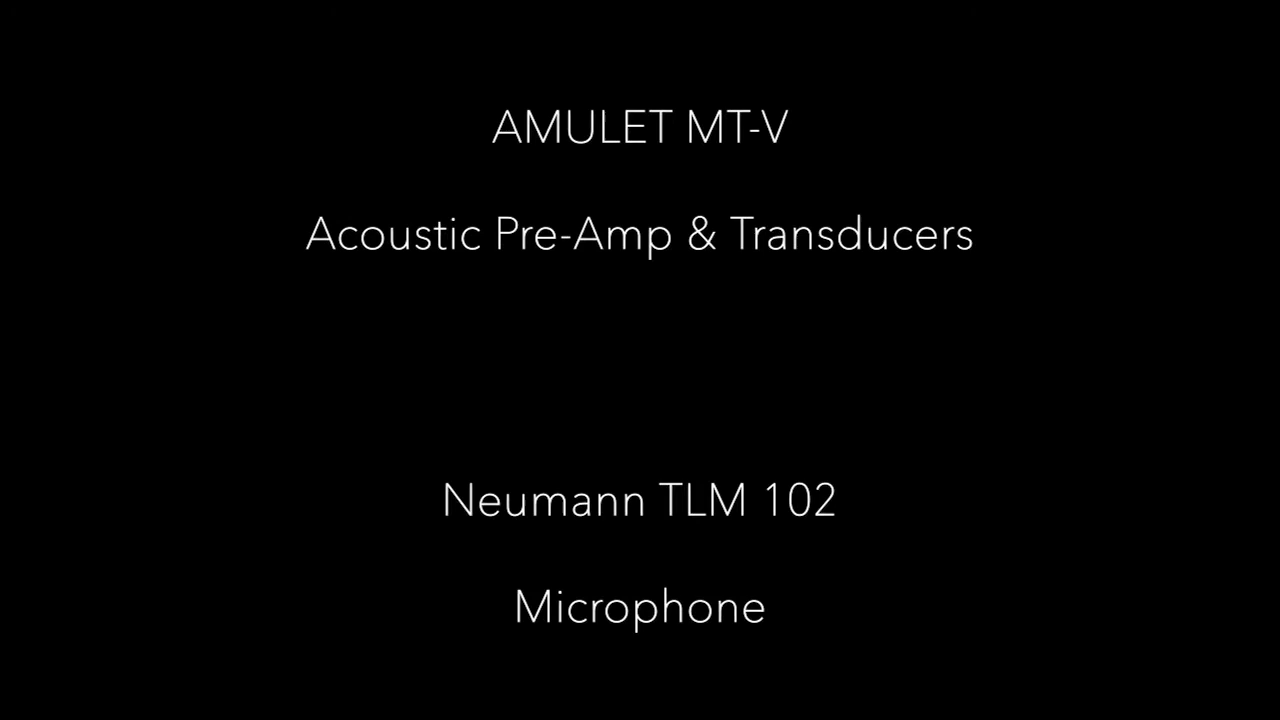 AMULET MT-V
Acoustic Pre-Amp & Transducers
Neumann TLM 102
Microphone